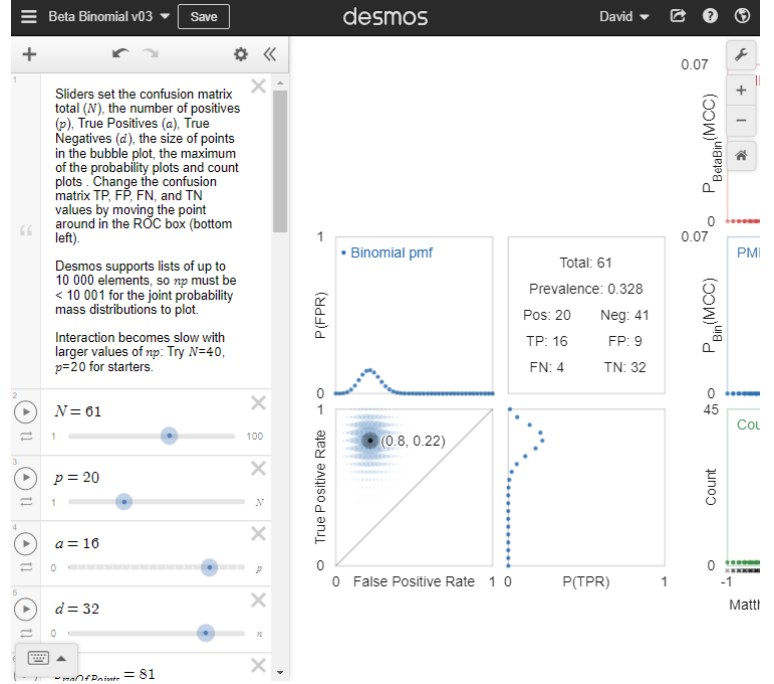 Beta Binomial v03
Save
desmos
David
1
Sliders set the confusion matrix
total (N), the number of positives
(p), True Positives (a), True
Negatives (d), the size of points
in the bubble plot, the maximum
of the probability plots and count
plots . Change the confusion
matrix TP, FP, FN, and TN
values by moving the point
around in the ROC box (bottom
left).
Desmos supports lists of up to
10 000 elements, so np must be
< 10 001 for the joint probability
mass distributions to plot.
Interaction becomes slow with
larger values of np: Try N=40,
p=20 for starters.
2
N = 61
1
100
3
p = 20
1
N
4
a = 16
0
p
5
d = 32
0
n
= 81
0.07
P BetaBin (MCC)
0
1
Binomial pmf
P(FPR)
0
Total: 61
Prevalence: 0.328
Pos: 20 Neg: 41
TP: 16 FP: 9
FN: 4 TN: 32
0.07
P Bin (MCC)
0
1
True Positive Rate
(0.8, 0.22)
0
0 False Positive Rate 1
0 P(TPR) 1
45
Count
0
-1